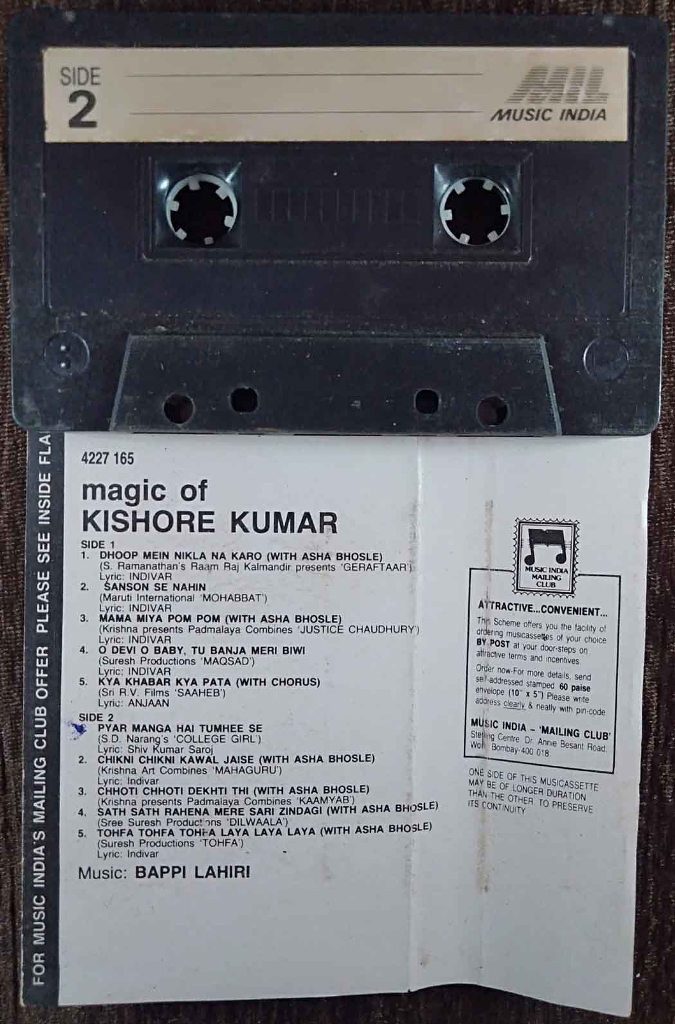 SIDE
2
MIL
MUSIC INDIA
FOR MUSIC INDIA'S MAILING CLUB OFFER PLEASE SEE INSIDE FLA
4227 165
magic of
KISHORE KUMAR
SIDE 1
1. DHOOP MEIN NIKLA NA KARO (WITH ASHA BHOSLE)
(S. Ramanathan's Raam Raj Kalmandir presents 'GERAFTAAR')
Lyric: INDIVAR
2. SANSON SE NAHIN
(Maruti International 'MOHABBAT')
Lyric: INDIVAR
3. MAMA MIYA POM POM (WITH ASHA BHOSLE)
(Krishna presents Padmalaya Combines 'JUSTICE CHAUDHURY')
Lyric: INDIVAR
4. O DEVI O BABY, TU BANJA MERI BIWI
(Suresh Productions 'MAQSAD')
Lyric: INDIVAR
5. KYA KHABAR KYA PATA (WITH CHORUS)
(Sri R.V. Films 'SAAHEB')
Lyric: ANJAAN
SIDE 2
PYAR MANGA HAI TUMHEE SE
(S.D. Narang's 'COLLEGE GIRL')
Lyric: Shiv Kumar Saroj
2. CHIKNI CHIKNI KAWAL JAISE (WITH ASHA BHOSLE)
(Krishna Art Combines 'MAHAGURU')
Lyric: Indivar
3. CHHOTI CHHOTI DEKHTI THI (WITH ASHA BHOSLE)
(Krishna presents Padmalaya Combines 'KAAMYAB')
4. SATH SATH RAHENA MERE SARI ZINDAGI (WITH ASHA BHOSLE)
(Sree Suresh Productions 'DILWAALA')
5. TOHFA TOHFA TOHFA LAYA LAYA LAYA (WITH ASHA BHOSLE)
(Suresh Productions 'TOHFA')
Lyric: Indivar
Music: BAPPI LAHIRI
MUSIC INDIA
MAILING
CLUB
ATTRACTIVE...CONVENIENT...
This Scheme offers you the facility of
ordering musicassettes of your choice
BY POST at your door-steps on
attractive terms and incentives.
Order now-For more details, send
self-addressed stamped 60 paise
envelope (10" x 5") Please write
address clearly & neatly with pin-code
MUSIC INDIA – 'MAILING CLUB'
Sterling Centre, Dr. Annie Besant Road,
Worli Bombay-400 018
ONE SIDE OF THIS MUSICASSETTE
MAY BE OF LONGER DURATION
THAN THE OTHER, TO PRESERVE
ITS CONTINUITY